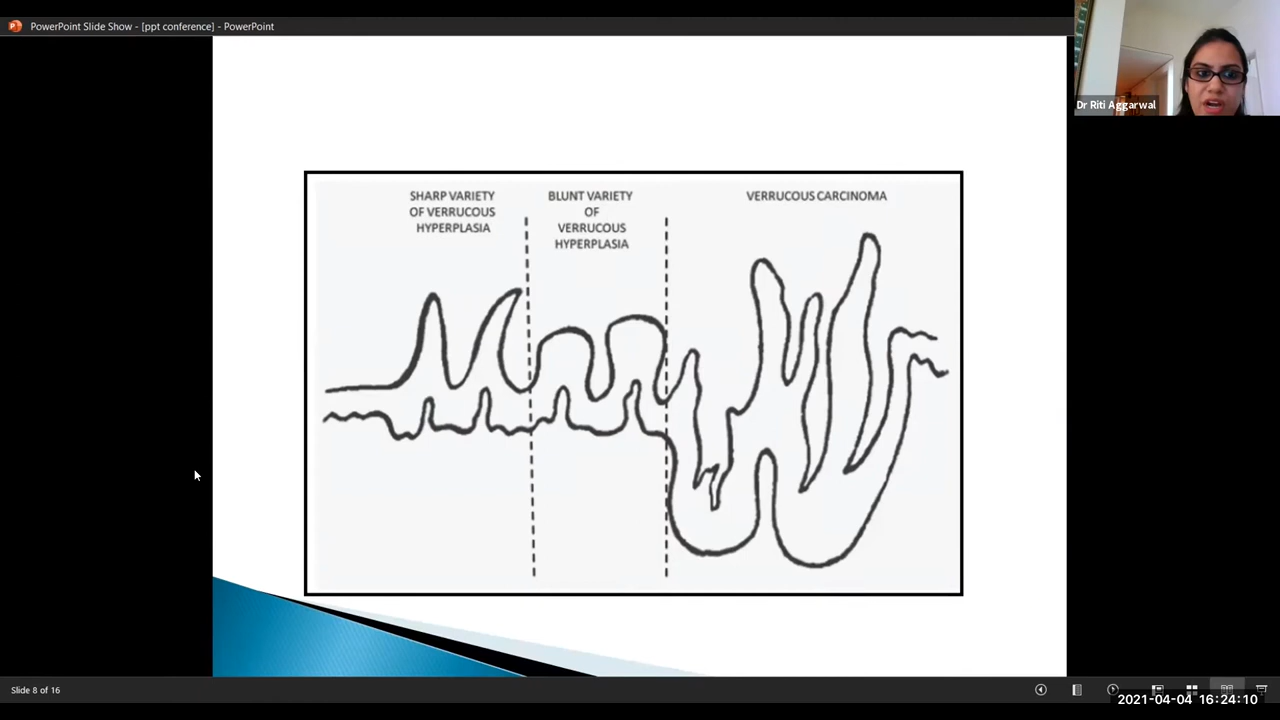 PowerPoint Slide Show - [ppt conference] - PowerPoint
Dr Riti Aggarwal
SHARP VARIETY
OF VERRUCOUS
HYPERPLASIA
BLUNT VARIETY
OF
VERRUCOUS
HYPERPLASIA
VERRUCOUS CARCINOMA
Slide 8 of 16
2021-04-04 16:24:10